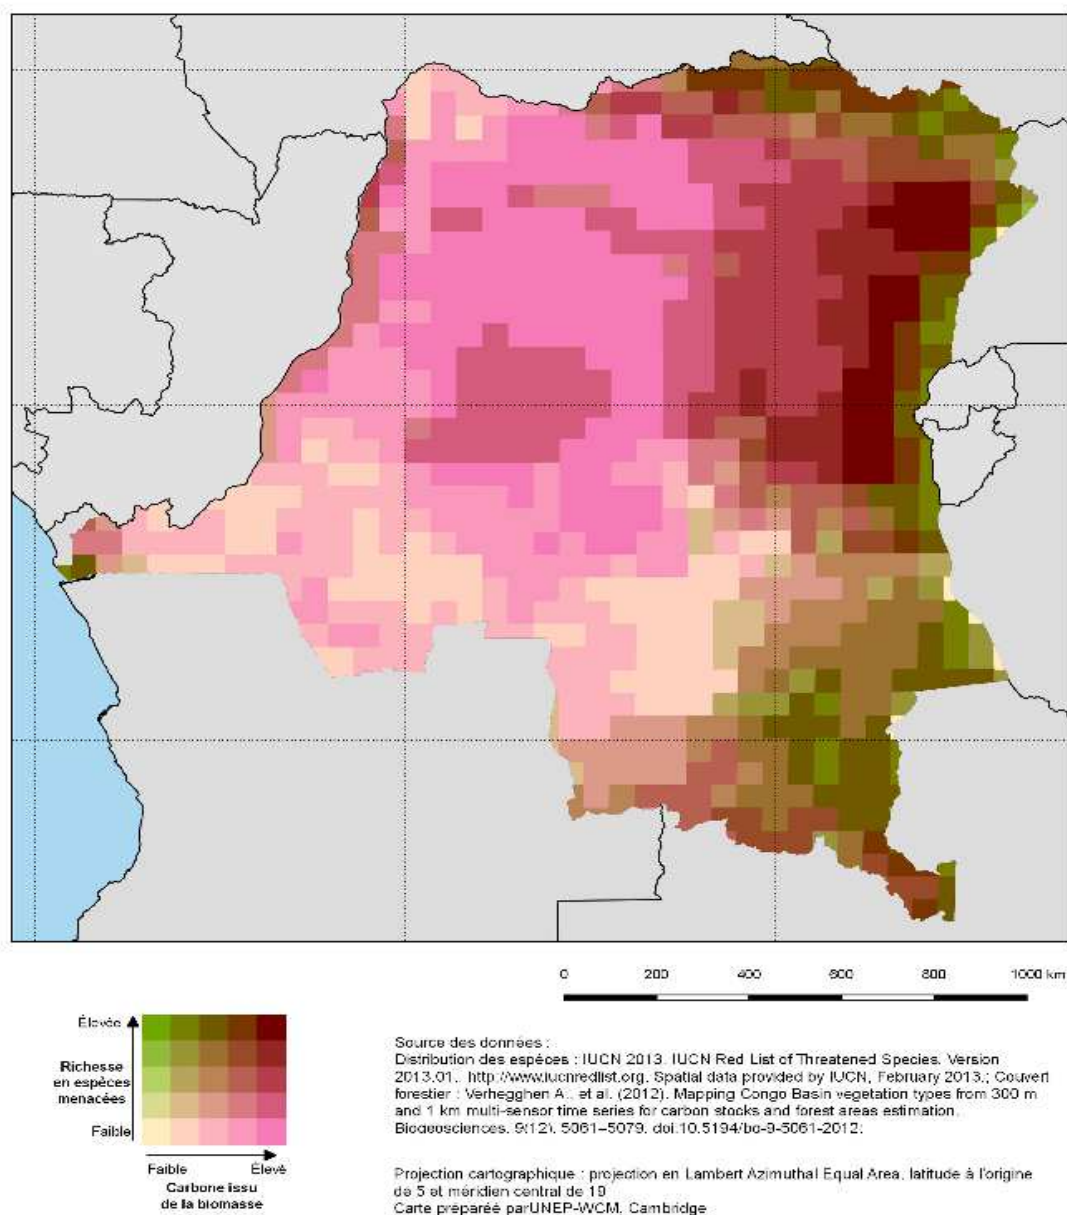 0 200 400 600 800 1000 km
Élevée
Richesse
en espèces
menacées
Faible
Faible Élevé
Carbone issu
de la biomasse
Source des données :
Distribution des espèces : IUCN 2013. IUCN Red List of Threatened Species. Version
2013.01.. http://www.iucnredlist.org. Spatial data provided by IUCN, February 2013.; Couvert
forestier : Verhegghen A., et al. (2012). Mapping Congo Basin vegetation types from 300 m
and 1 km multi-sensor time series for carbon stocks and forest areas estimation.
Biogeosciences. 9(12). 5061–5079. doi:10.5194/bg-9-5061-2012;
Projection cartographique : projection en Lambert Azimuthal Equal Area, latitude à l'origine
de 5 et méridien central de 19
Carte préparéé parUNEP-WCM, Cambridge